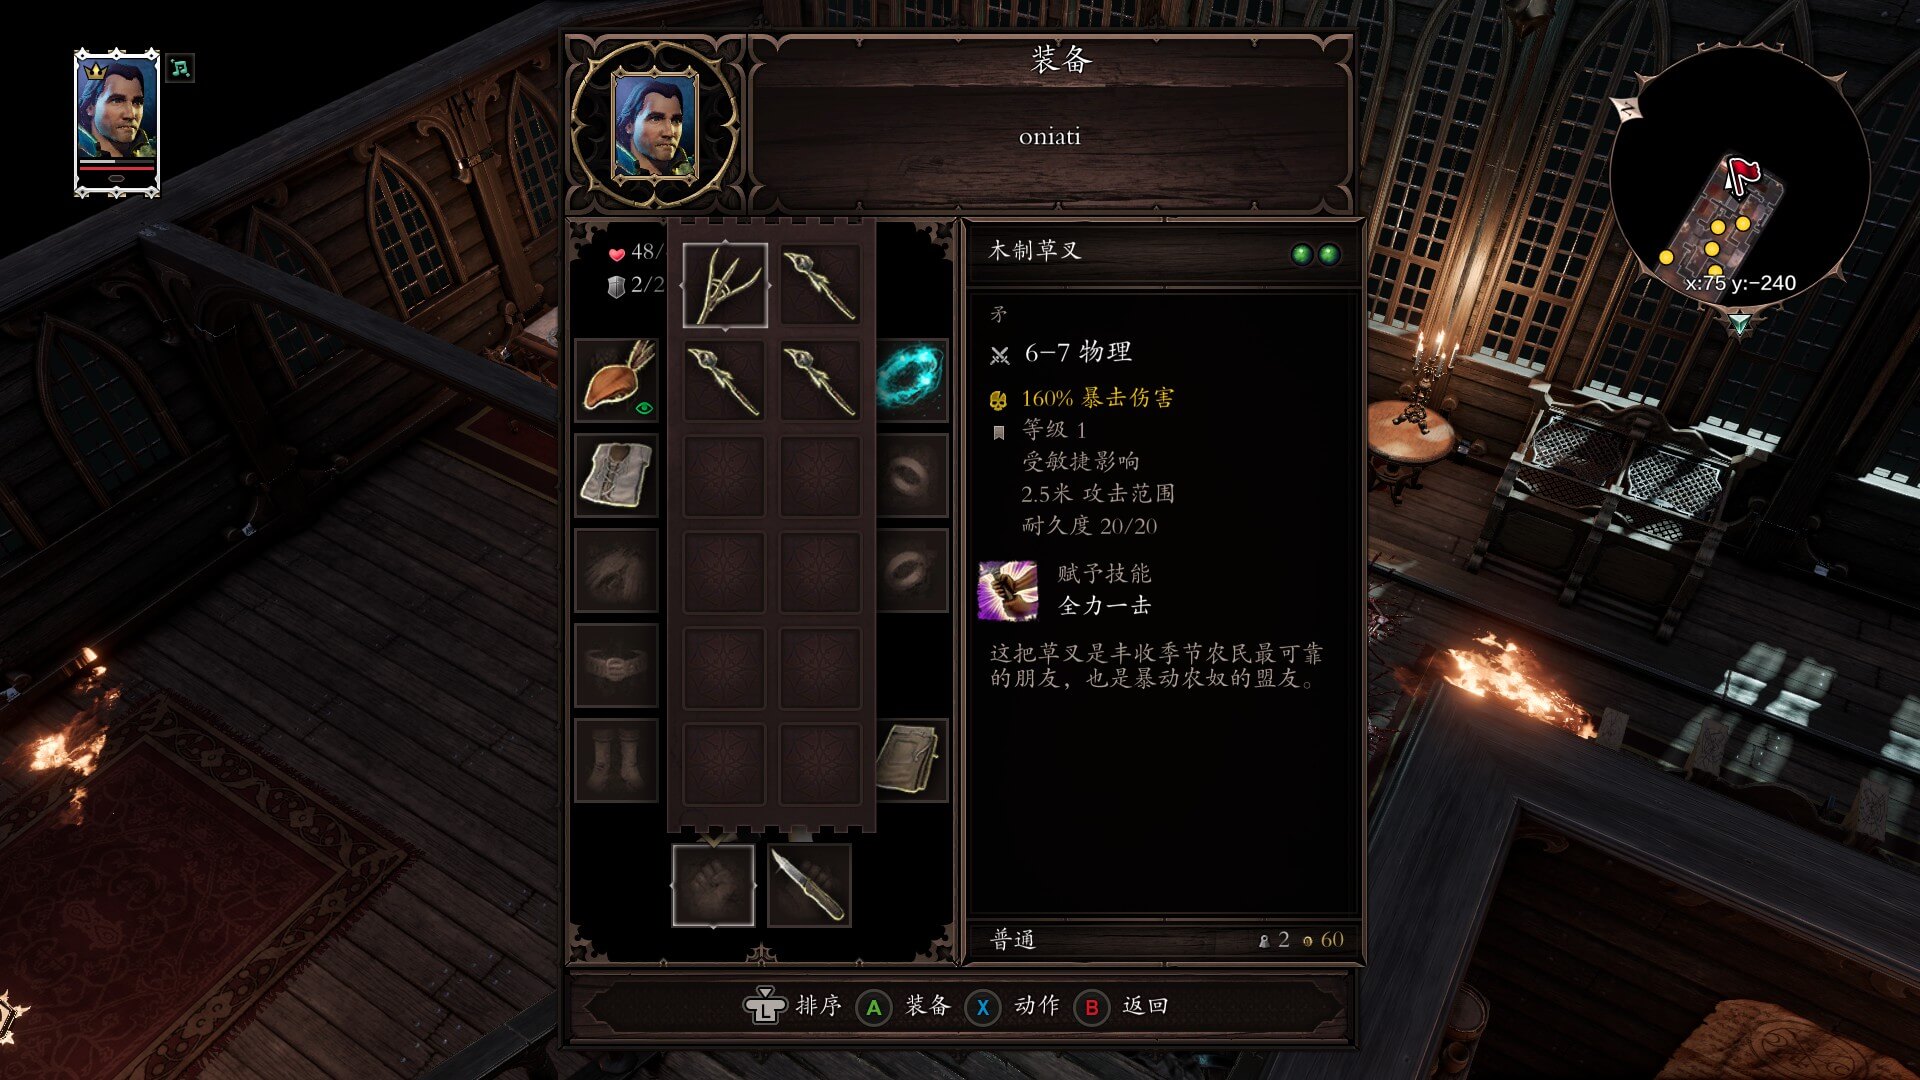 装备
oniati
48/
2/2
木制草叉
矛
6–7 物理
160% 暴击伤害
等级 1
受敏捷影响
2.5米 攻击范围
耐久度 20/20
赋予技能
全力一击
这把草叉是丰收季节农民最可靠
的朋友，也是暴动农奴的盟友。
普通
2 60
x:75 y:−240
L 排序 A 装备 X 动作 B 返回